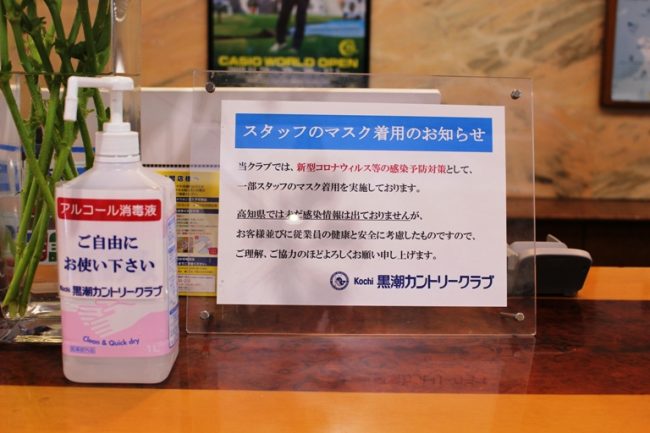 CASIO WORLD OPEN
スタッフのマスク着用のお知らせ
当クラブでは、新型コロナウィルス等の感染予防対策として、
一部スタッフのマスク着用を実施しております。
高知県ではまだ感染情報は出ておりませんが、
お客様並びに従業員の健康と安全に考慮したものですので、
ご理解、ご協力のほどよろしくお願い申し上げます。
Kochi 黒潮カントリークラブ
アルコール消毒液
ご自由に
お使い下さい
Kochi 黒潮カントリークラブ
Clean & Quick dry
1L